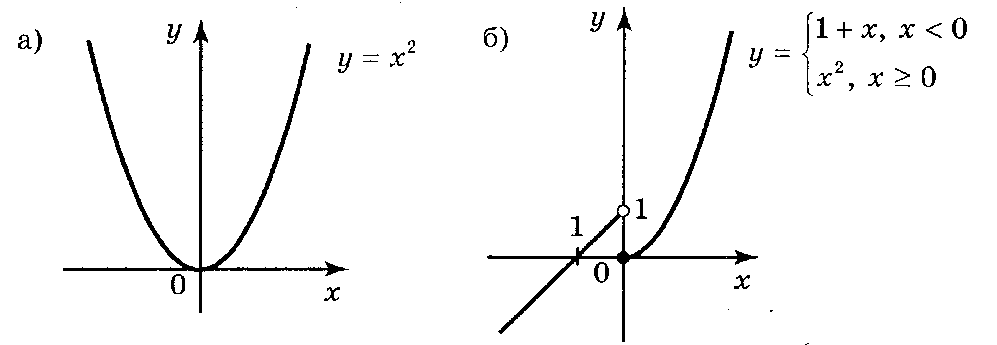 а)
y
y = x²
0
x
б)
y
y = { 1 + x, x < 0
x², x ≥ 0
1
1
0
x